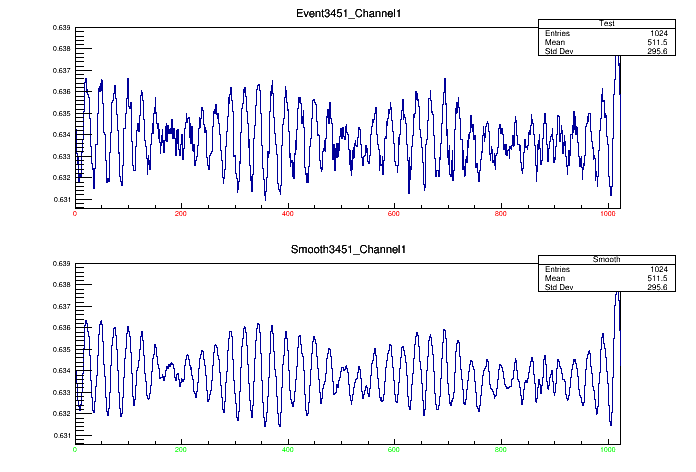 Event3451_Channel1
Test
Entries 1024
Mean 511.5
Std Dev 295.6
0.639
0.638
0.637
0.636
0.635
0.634
0.633
0.632
0.631
0 200 400 600 800 1000
Smooth3451_Channel1
Smooth
Entries 1024
Mean 511.5
Std Dev 295.6
0.639
0.638
0.637
0.636
0.635
0.634
0.633
0.632
0.631
0 200 400 600 800 1000